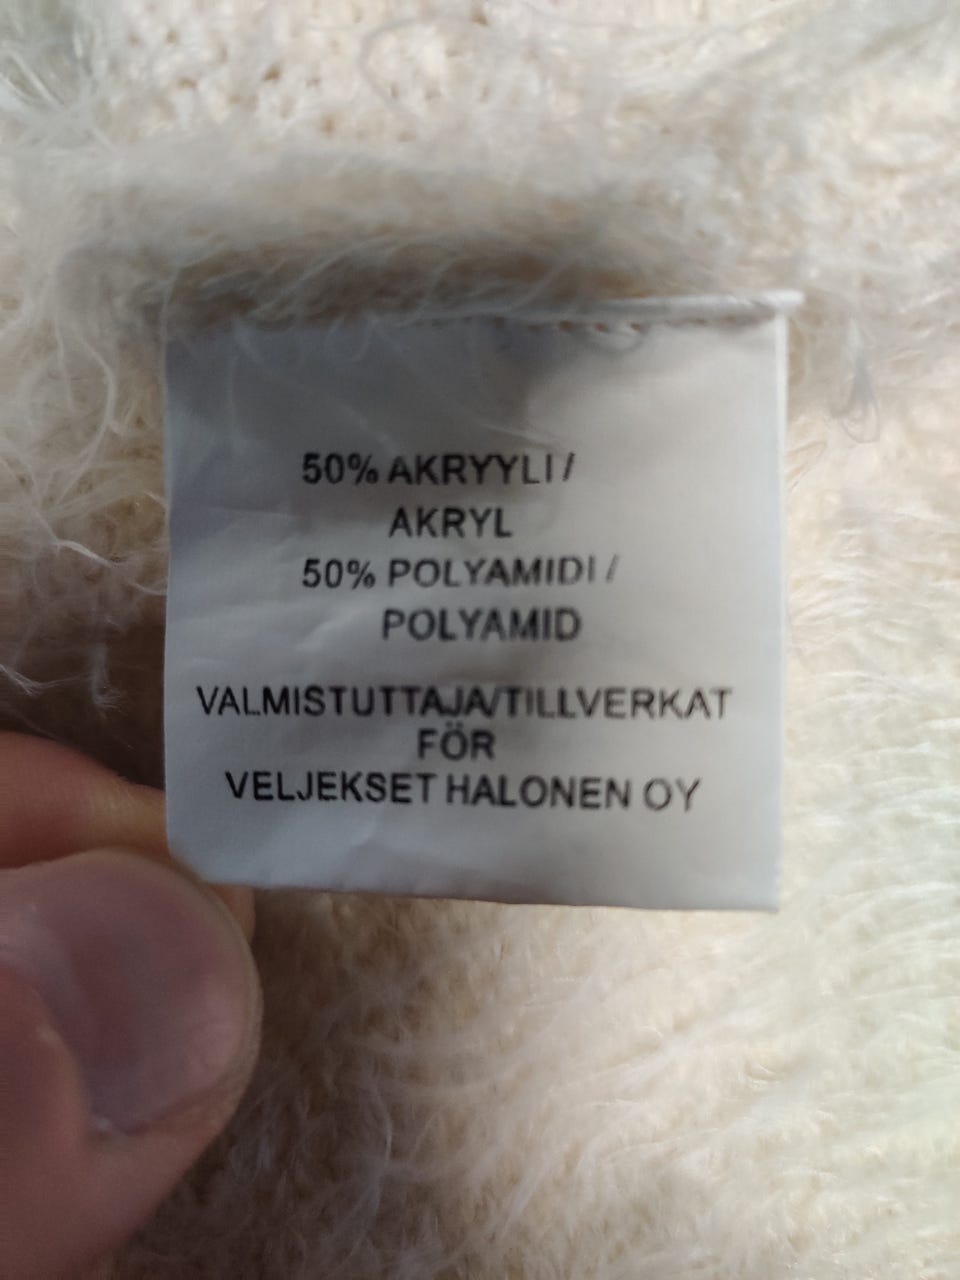 50% AKRYYLI /
AKRYL
50% POLYAMIDI /
POLYAMID
VALMISTUTTAJA/TILLVERKAT
FÖR
VELJEKSET HALONEN OY